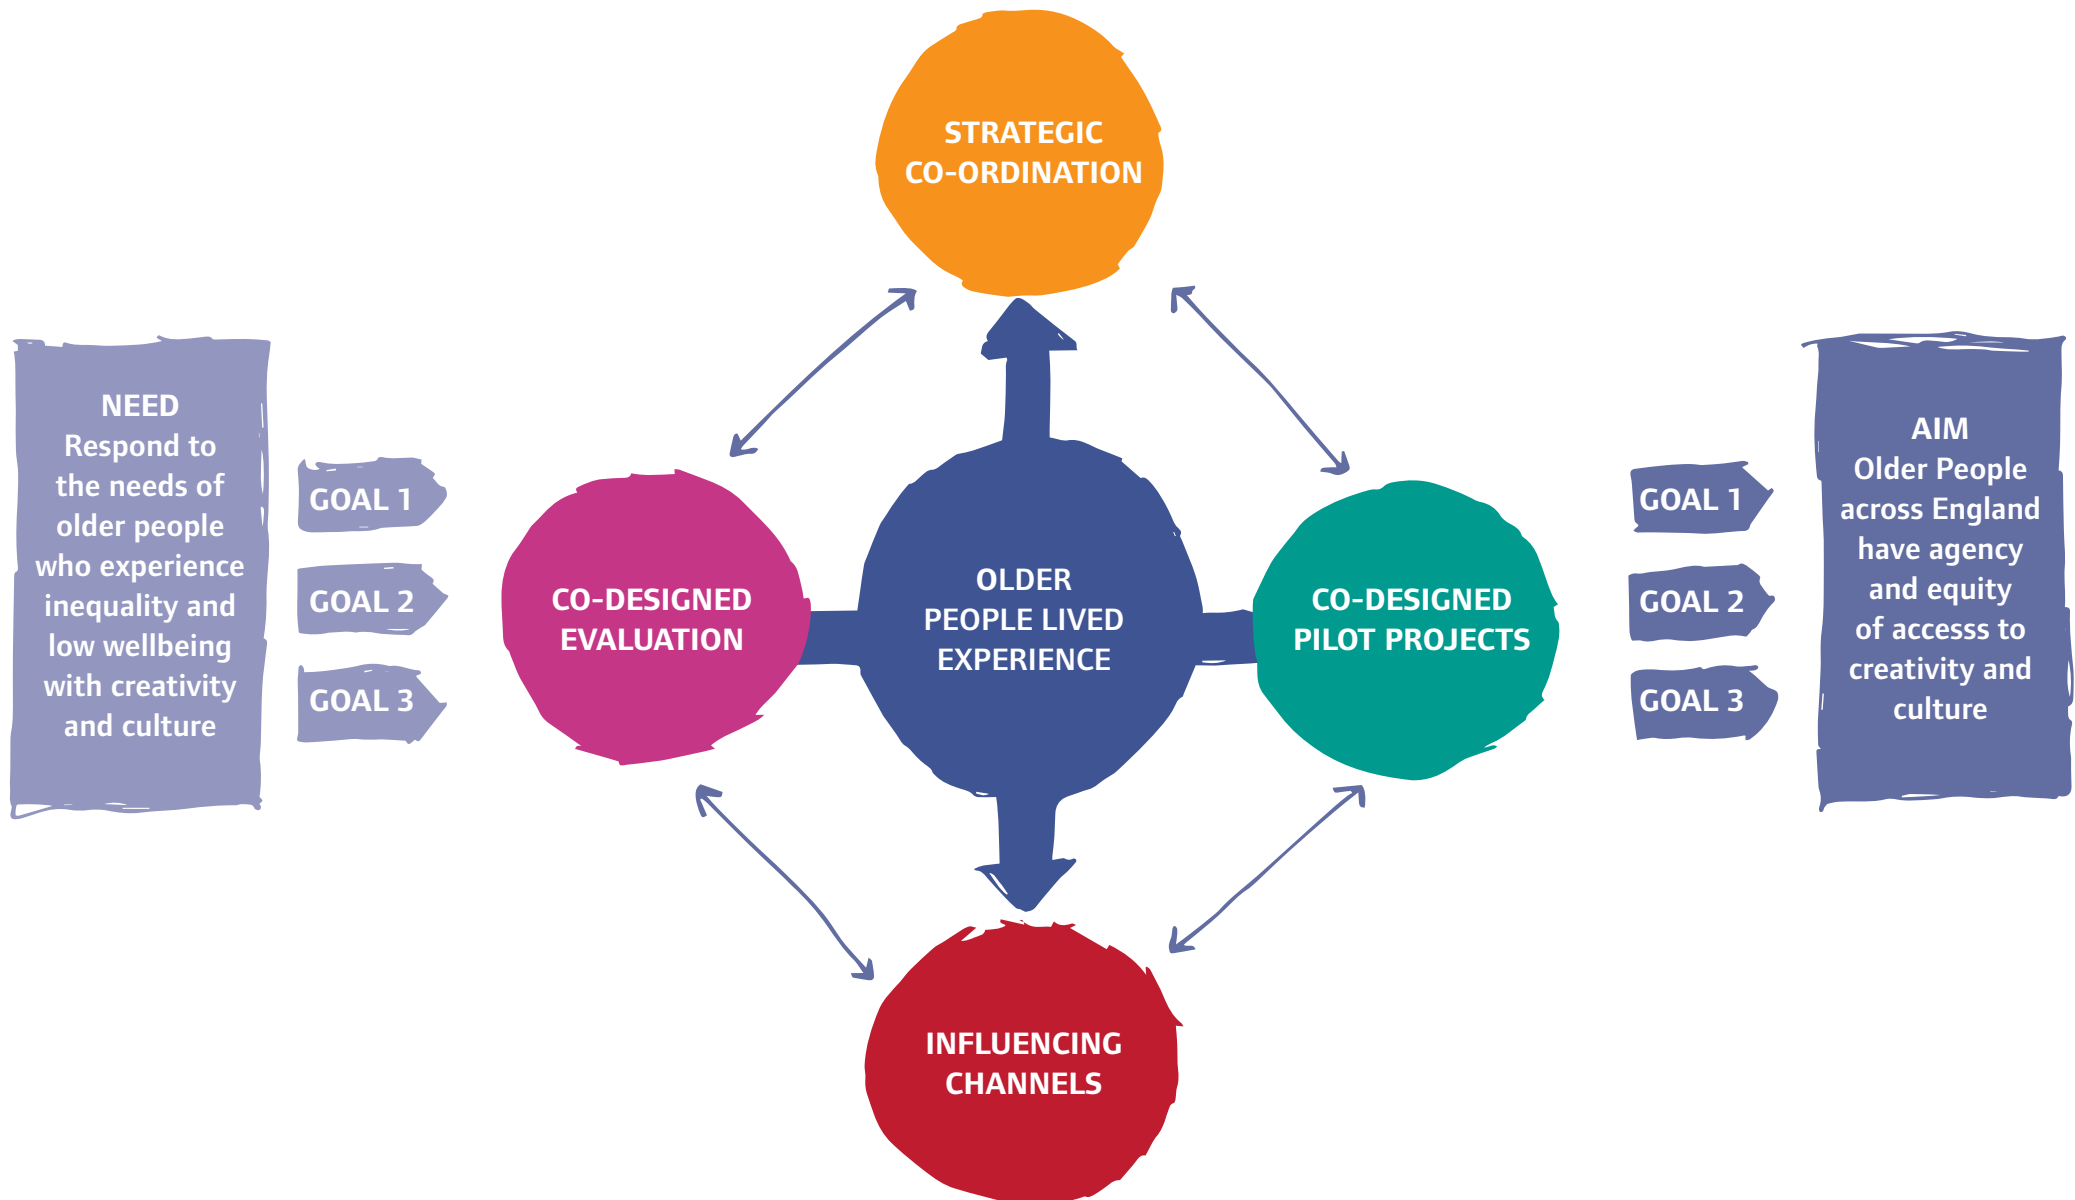 STRATEGIC
CO-ORDINATION
NEED
Respond to
the needs of
older people
who experience
inequality and
low wellbeing
with creativity
and culture
GOAL 1
GOAL 2
GOAL 3
CO-DESIGNED
EVALUATION
OLDER
PEOPLE LIVED
EXPERIENCE
CO-DESIGNED
PILOT PROJECTS
GOAL 1
GOAL 2
GOAL 3
AIM
Older People
across England
have agency
and equity
of accesss to
creativity and
culture
INFLUENCING
CHANNELS